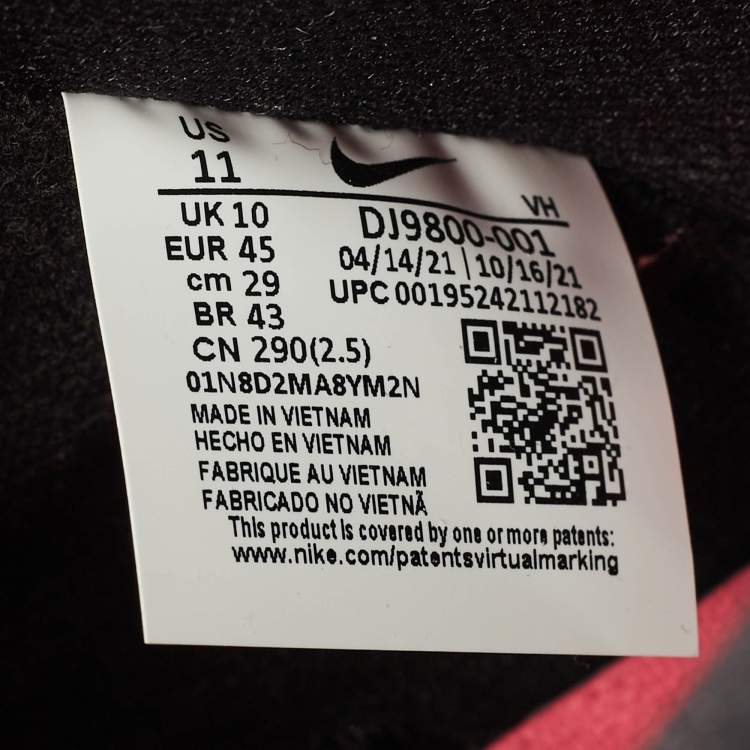 US
11
VH
UK 10
DJ9800-001
EUR 45
04/14/21 | 10/16/21
cm 29
UPC 00195242112182
BR 43
CN 290(2.5)
01N8D2MA8YM2N
MADE IN VIETNAM
HECHO EN VIETNAM
FABRIQUE AU VIETNAM
FABRICADO NO VIETNÃ
This product is covered by one or more patents:
www.nike.com/patentsvirtualmarking